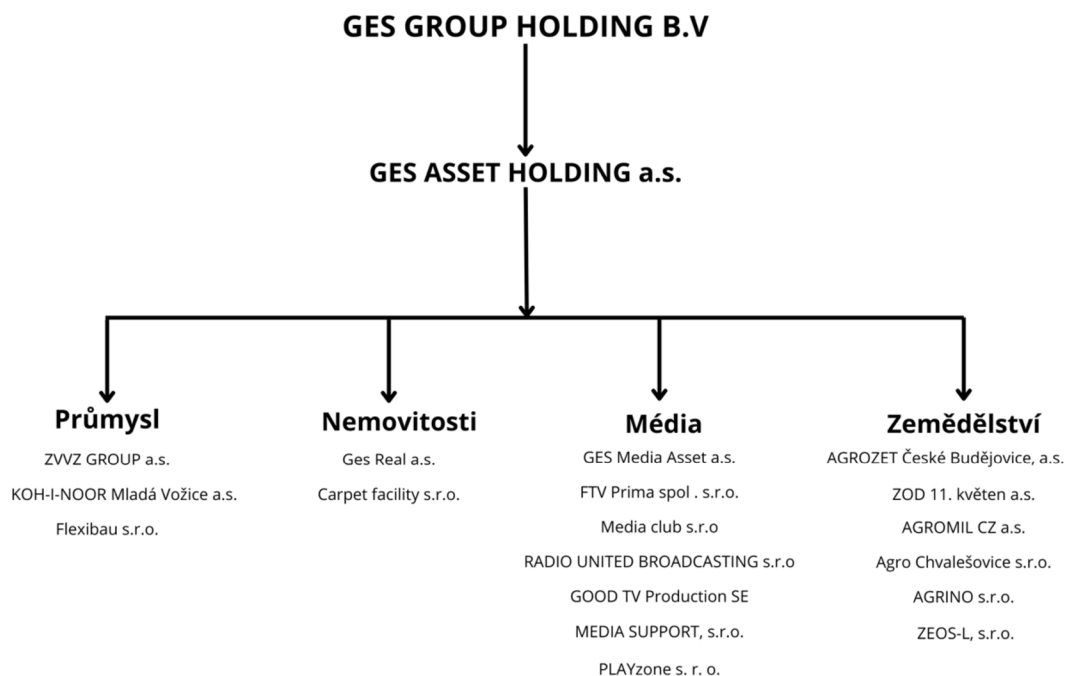 GES GROUP HOLDING B.V
GES ASSET HOLDING a.s.
Průmysl
ZVVZ GROUP a.s.
KOH-I-NOOR Mladá Vožice a.s.
Flexibau s.r.o.
Nemovitosti
Ges Real a.s.
Carpet facility s.r.o.
Média
GES Media Asset a.s.
FTV Prima spol . s.r.o.
Media club s.r.o
RADIO UNITED BROADCASTING s.r.o
GOOD TV Production SE
MEDIA SUPPORT, s.r.o.
PLAYzone s. r. o.
Zemědělství
AGROZET České Budějovice, a.s.
ZOD 11. květen a.s.
AGROMIL CZ a.s.
Agro Chvalešovice s.r.o.
AGRINO s.r.o.
ZEOS-L, s.r.o.